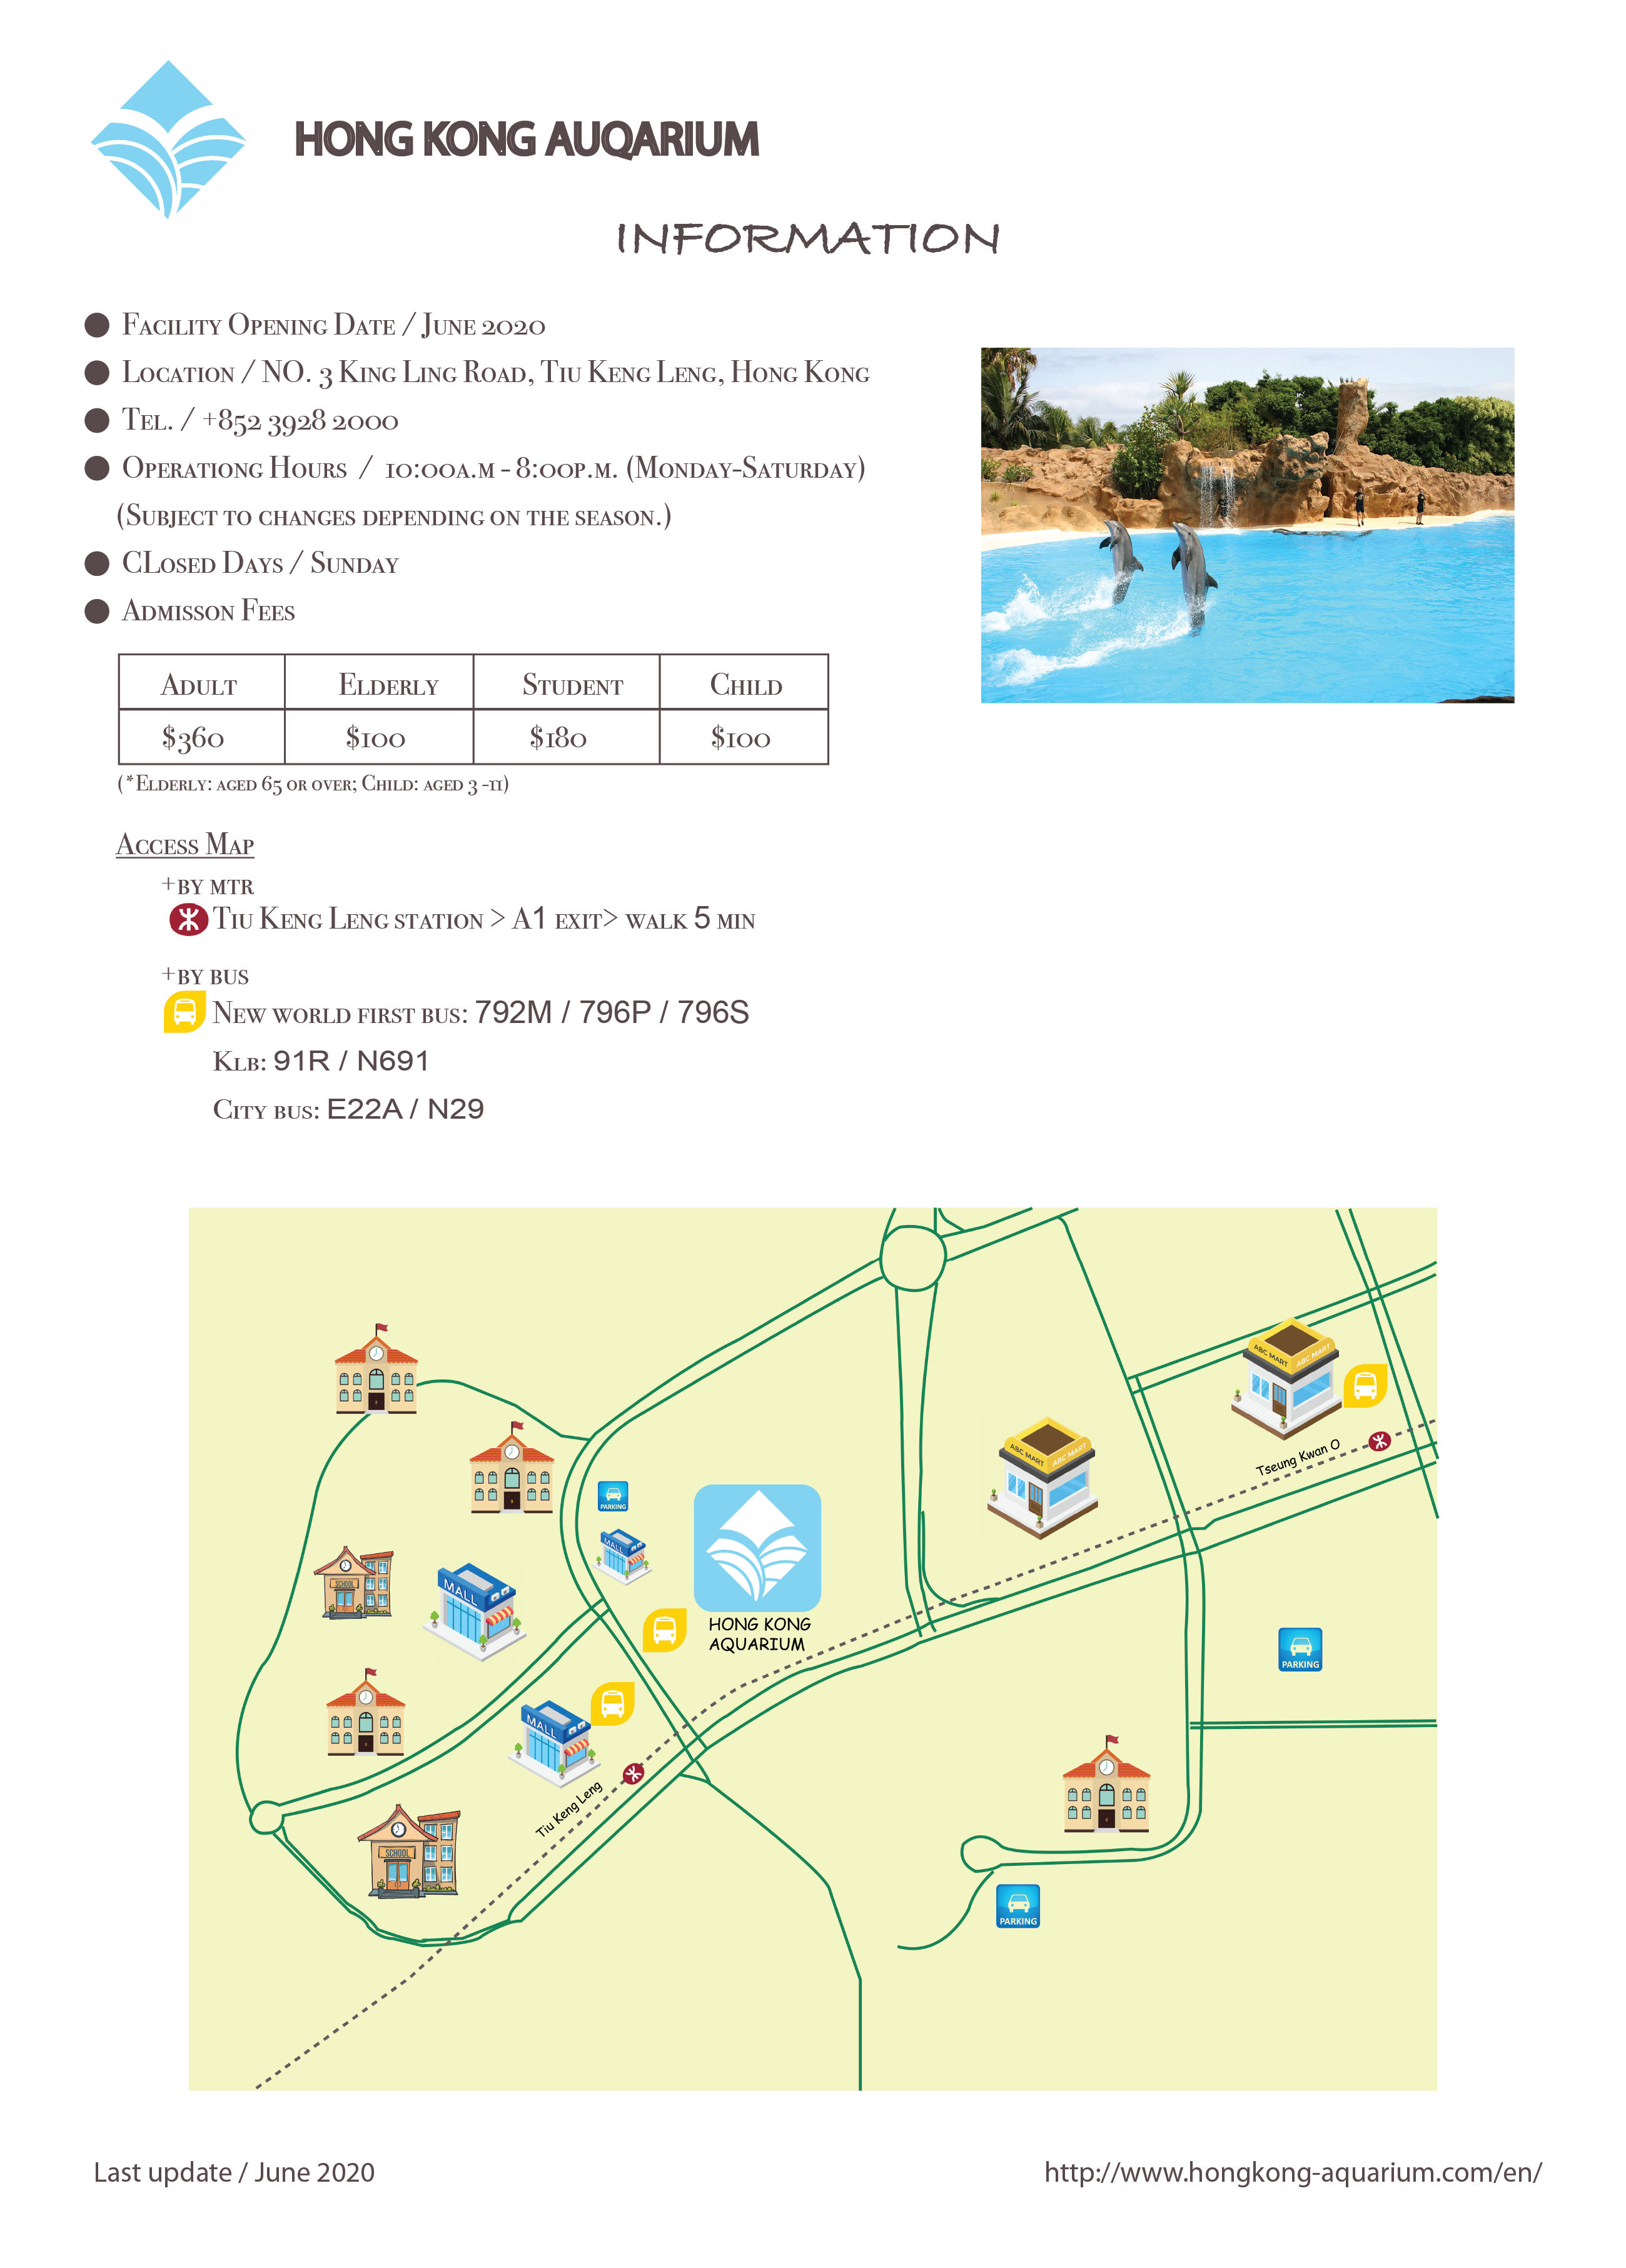 HONG KONG AUQARIUM
INFORMATION
● Facility Opening Date / June 2020
● Location / NO. 3 King Ling Road, Tiu Keng Leng, Hong Kong
● Tel. / +852 3928 2000
● Operationg Hours / 10:00a.m - 8:00p.m. (Monday-Saturday)
(Subject to changes depending on the season.)
● CLosed Days / Sunday
● Admisson Fees
Adult Elderly Student Child
$360 $100 $180 $100
(*Elderly: aged 65 or over; Child: aged 3 -11)
Access Map
+by mtr
Tiu Keng Leng station > A1 exit> walk 5 min
+by bus
New world first bus: 792M / 796P / 796S
Klb: 91R / N691
City bus: E22A / N29
ABC MART ABC MART
ABC MART ABC MART
Tseung Kwan O
PARKING
MALL
SCHOOL
MALL
HONG KONG
AQUARIUM
PARKING
MALL
Tiu Keng Leng
SCHOOL
PARKING
Last update / June 2020
http://www.hongkong-aquarium.com/en/